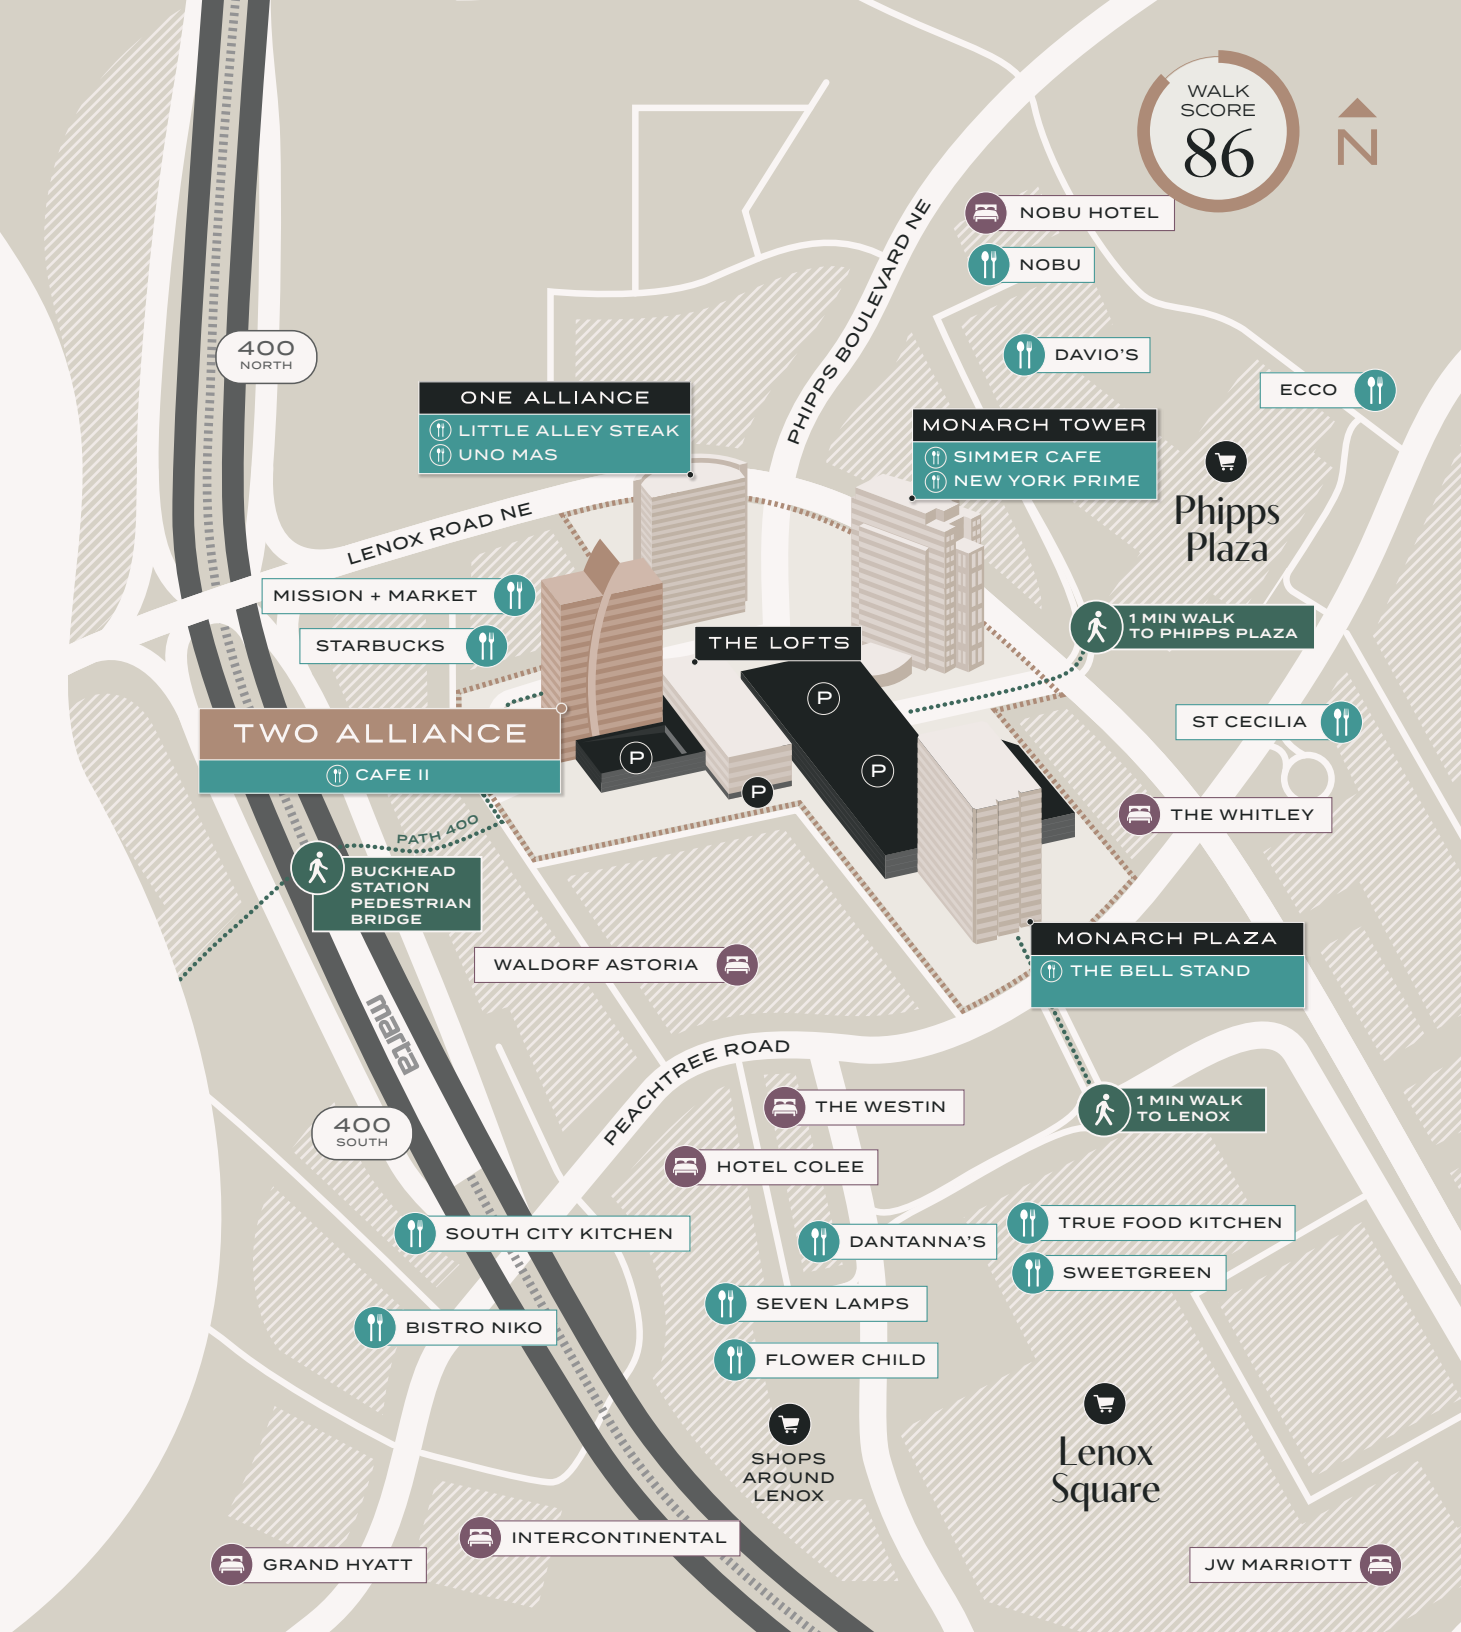 WALK
SCORE
86
N
NOBU HOTEL
NOBU
PHIPPS BOULEVARD NE
DAVIO'S
400
NORTH
ECCO
ONE ALLIANCE
LITTLE ALLEY STEAK
UNO MAS
MONARCH TOWER
SIMMER CAFE
NEW YORK PRIME
Phipps
Plaza
LENOX ROAD NE
MISSION + MARKET
STARBUCKS
THE LOFTS
1 MIN WALK
TO PHIPPS PLAZA
P
P
P
P
TWO ALLIANCE
CAFE II
ST CECILIA
THE WHITLEY
PATH 400
BUCKHEAD
STATION
PEDESTRIAN
BRIDGE
WALDORF ASTORIA
MONARCH PLAZA
THE BELL STAND
marta
PEACHTREE ROAD
400
SOUTH
THE WESTIN
1 MIN WALK
TO LENOX
HOTEL COLEE
SOUTH CITY KITCHEN
DANTANNA'S
TRUE FOOD KITCHEN
SWEETGREEN
SEVEN LAMPS
BISTRO NIKO
FLOWER CHILD
SHOPS
AROUND
LENOX
Lenox
Square
INTERCONTINENTAL
GRAND HYATT
JW MARRIOTT